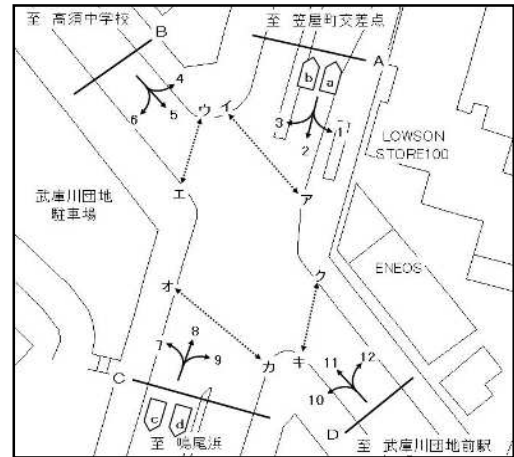 至 高須中学校
B
至 笠屋町交差点
A
b
a
4
5
6
ウ
イ
3
2
1
LOWSON
STORE100
エ
ア
武庫川団地
駐車場
ENEOS
オ
ク
7
8
9
カ
キ
11
12
10
C
c
d
D
至 鳴尾浜
至 武庫川団地前駅